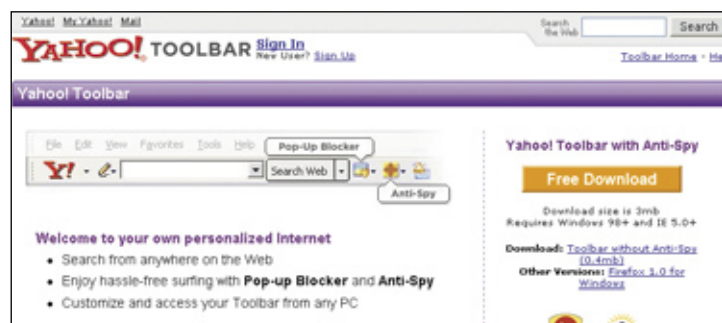 Yahoo! My Yahoo! Mail
Search the Web
Search
YAHOO! TOOLBAR
Sign In
New User? Sign Up
Toolbar Home -
Yahoo! Toolbar
File Edit View Favorites Tools Help
Pop-Up Blocker
Y! Search Web
Anti-Spy
Welcome to your own personalized Internet
• Search from anywhere on the Web
• Enjoy hassle-free surfing with Pop-up Blocker and Anti-Spy
• Customize and access your Toolbar from any PC
Yahoo! Toolbar with Anti-Spy
Free Download
Download size is 3mb
Requires Windows 98+ and IE 5.0+
Download: Toolbar without Anti-Spy
(0.4mb)
Other Versions: Firefox 1.0 for
Windows